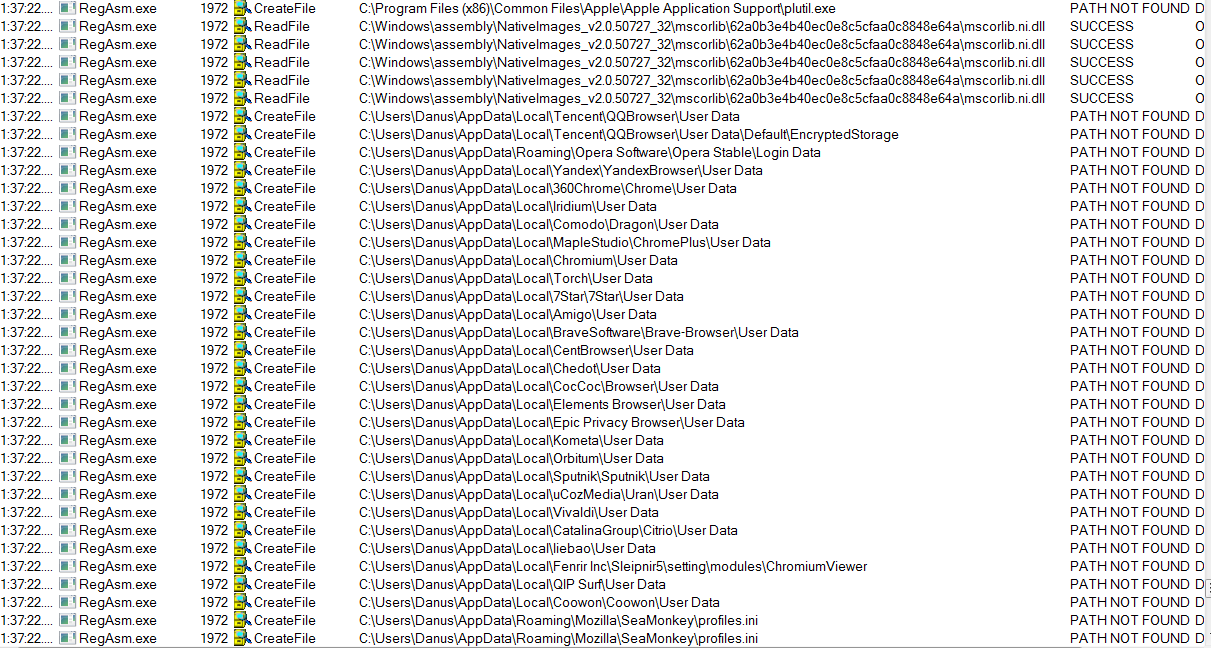 1:37:22.... RegAsm.exe 1972 CreateFile C:\Program Files (x86)\Common Files\Apple\Apple Application Support\plutil.exe PATH NOT FOUND D
1:37:22.... RegAsm.exe 1972 ReadFile C:\Windows\assembly\NativeImages_v2.0.50727_32\mscorlib\62a0b3e4b40ec0e8c5cfaa0c8848e64a\mscorlib.ni.dll SUCCESS O
1:37:22.... RegAsm.exe 1972 ReadFile C:\Windows\assembly\NativeImages_v2.0.50727_32\mscorlib\62a0b3e4b40ec0e8c5cfaa0c8848e64a\mscorlib.ni.dll SUCCESS O
1:37:22.... RegAsm.exe 1972 ReadFile C:\Windows\assembly\NativeImages_v2.0.50727_32\mscorlib\62a0b3e4b40ec0e8c5cfaa0c8848e64a\mscorlib.ni.dll SUCCESS O
1:37:22.... RegAsm.exe 1972 ReadFile C:\Windows\assembly\NativeImages_v2.0.50727_32\mscorlib\62a0b3e4b40ec0e8c5cfaa0c8848e64a\mscorlib.ni.dll SUCCESS O
1:37:22.... RegAsm.exe 1972 ReadFile C:\Windows\assembly\NativeImages_v2.0.50727_32\mscorlib\62a0b3e4b40ec0e8c5cfaa0c8848e64a\mscorlib.ni.dll SUCCESS O
1:37:22.... RegAsm.exe 1972 CreateFile C:\Users\Danus\AppData\Local\Tencent\QQBrowser\User Data PATH NOT FOUND D
1:37:22.... RegAsm.exe 1972 CreateFile C:\Users\Danus\AppData\Local\Tencent\QQBrowser\User Data\Default\EncryptedStorage PATH NOT FOUND D
1:37:22.... RegAsm.exe 1972 CreateFile C:\Users\Danus\AppData\Roaming\Opera Software\Opera Stable\Login Data PATH NOT FOUND D
1:37:22.... RegAsm.exe 1972 CreateFile C:\Users\Danus\AppData\Local\Yandex\YandexBrowser\User Data PATH NOT FOUND D
1:37:22.... RegAsm.exe 1972 CreateFile C:\Users\Danus\AppData\Local\360Chrome\Chrome\User Data PATH NOT FOUND D
1:37:22.... RegAsm.exe 1972 CreateFile C:\Users\Danus\AppData\Local\Iridium\User Data PATH NOT FOUND D
1:37:22.... RegAsm.exe 1972 CreateFile C:\Users\Danus\AppData\Local\Comodo\Dragon\User Data PATH NOT FOUND D
1:37:22.... RegAsm.exe 1972 CreateFile C:\Users\Danus\AppData\Local\MapleStudio\ChromePlus\User Data PATH NOT FOUND D
1:37:22.... RegAsm.exe 1972 CreateFile C:\Users\Danus\AppData\Local\Chromium\User Data PATH NOT FOUND D
1:37:22.... RegAsm.exe 1972 CreateFile C:\Users\Danus\AppData\Local\Torch\User Data PATH NOT FOUND D
1:37:22.... RegAsm.exe 1972 CreateFile C:\Users\Danus\AppData\Local\7Star\7Star\User Data PATH NOT FOUND D
1:37:22.... RegAsm.exe 1972 CreateFile C:\Users\Danus\AppData\Local\Amigo\User Data PATH NOT FOUND D
1:37:22.... RegAsm.exe 1972 CreateFile C:\Users\Danus\AppData\Local\BraveSoftware\Brave-Browser\User Data PATH NOT FOUND D
1:37:22.... RegAsm.exe 1972 CreateFile C:\Users\Danus\AppData\Local\CentBrowser\User Data PATH NOT FOUND D
1:37:22.... RegAsm.exe 1972 CreateFile C:\Users\Danus\AppData\Local\Chedot\User Data PATH NOT FOUND D
1:37:22.... RegAsm.exe 1972 CreateFile C:\Users\Danus\AppData\Local\CocCoc\Browser\User Data PATH NOT FOUND D
1:37:22.... RegAsm.exe 1972 CreateFile C:\Users\Danus\AppData\Local\Elements Browser\User Data PATH NOT FOUND D
1:37:22.... RegAsm.exe 1972 CreateFile C:\Users\Danus\AppData\Local\Epic Privacy Browser\User Data PATH NOT FOUND D
1:37:22.... RegAsm.exe 1972 CreateFile C:\Users\Danus\AppData\Local\Kometa\User Data PATH NOT FOUND D
1:37:22.... RegAsm.exe 1972 CreateFile C:\Users\Danus\AppData\Local\Orbitum\User Data PATH NOT FOUND D
1:37:22.... RegAsm.exe 1972 CreateFile C:\Users\Danus\AppData\Local\Sputnik\Sputnik\User Data PATH NOT FOUND D
1:37:22.... RegAsm.exe 1972 CreateFile C:\Users\Danus\AppData\Local\uCozMedia\Uran\User Data PATH NOT FOUND D
1:37:22.... RegAsm.exe 1972 CreateFile C:\Users\Danus\AppData\Local\Vivaldi\User Data PATH NOT FOUND D
1:37:22.... RegAsm.exe 1972 CreateFile C:\Users\Danus\AppData\Local\CatalinaGroup\Citrio\User Data PATH NOT FOUND D
1:37:22.... RegAsm.exe 1972 CreateFile C:\Users\Danus\AppData\Local\liebao\User Data PATH NOT FOUND D
1:37:22.... RegAsm.exe 1972 CreateFile C:\Users\Danus\AppData\Local\Fenrir Inc\Sleipnir5\setting\modules\ChromiumViewer PATH NOT FOUND D
1:37:22.... RegAsm.exe 1972 CreateFile C:\Users\Danus\AppData\Local\QIP Surf\User Data PATH NOT FOUND D
1:37:22.... RegAsm.exe 1972 CreateFile C:\Users\Danus\AppData\Local\Coowon\Coowon\User Data PATH NOT FOUND D
1:37:22.... RegAsm.exe 1972 CreateFile C:\Users\Danus\AppData\Roaming\Mozilla\SeaMonkey\profiles.ini PATH NOT FOUND D
1:37:22.... RegAsm.exe 1972 CreateFile C:\Users\Danus\AppData\Roaming\Mozilla\SeaMonkey\profiles.ini PATH NOT FOUND D